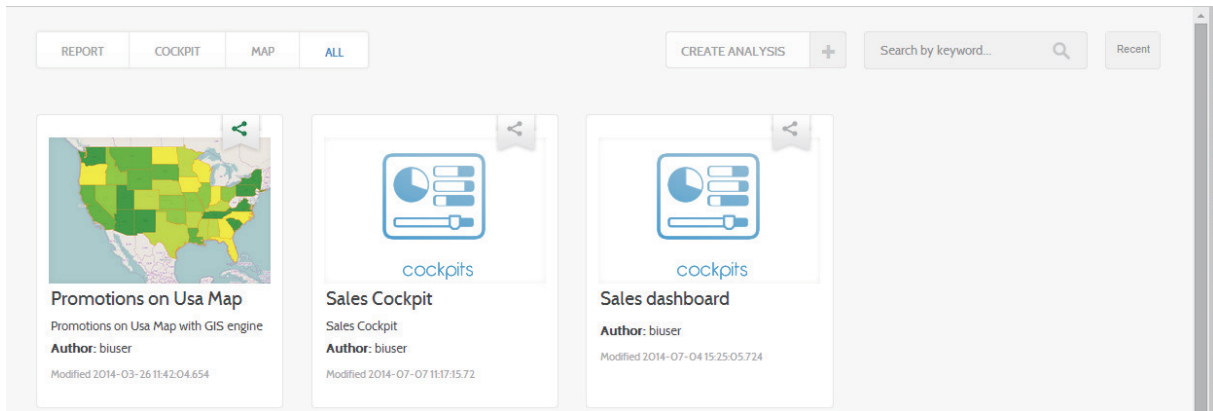 REPORT COCKPIT MAP ALL CREATE ANALYSIS + Search by keyword... Recent
cockpits cockpits
Promotions on Usa Map Sales Cockpit Sales dashboard
Promotions on Usa Map with GIS engine Sales Cockpit
Author: biuser Author: biuser Author: biuser
Modified 2014-03-26 11:42:04.654 Modified 2014-07-07 11:17:15.72 Modified 2014-07-04 15:25:05.724